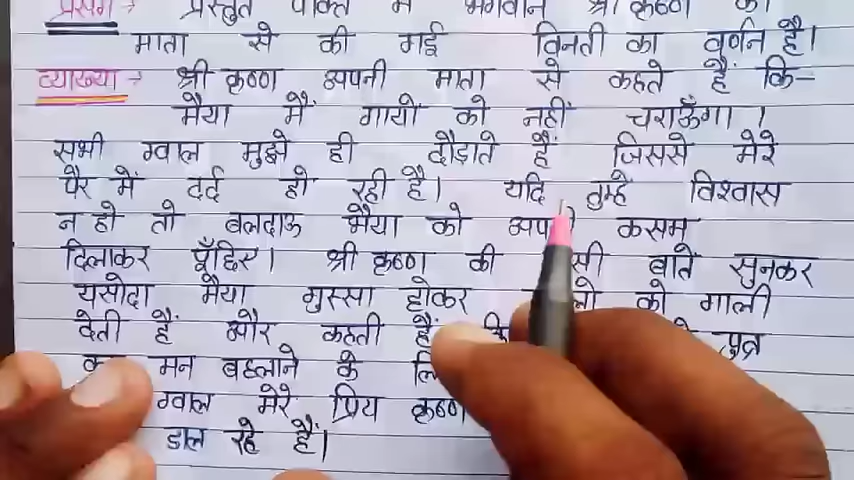 प्रसंग → प्रस्तुत पंक्ति में भगवान श्री कृष्ण की
माता से की गई विनती का वर्णन है।
व्याख्या → श्री कृष्ण अपनी माता से कहते हैं कि-
मैया मैं गायों को नहीं चराऊँगा।
सभी ग्वाल मुझे ही दौड़ाते हैं जिससे मेरे
पैर में दर्द हो रही है। यदि तुम्हें विश्वास
न हो तो बलदाऊ भैया को कसम
दिलाकर पूँछिए। श्री कृष्ण की बाते सुनकर
यसोदा मैया गुस्सा होकर को गाली
देती हैं और कहती हैं पुत्र
मन बहलाने के
ग्वाल मेरे प्रिय कृष्ण
डाल रहे हैं।